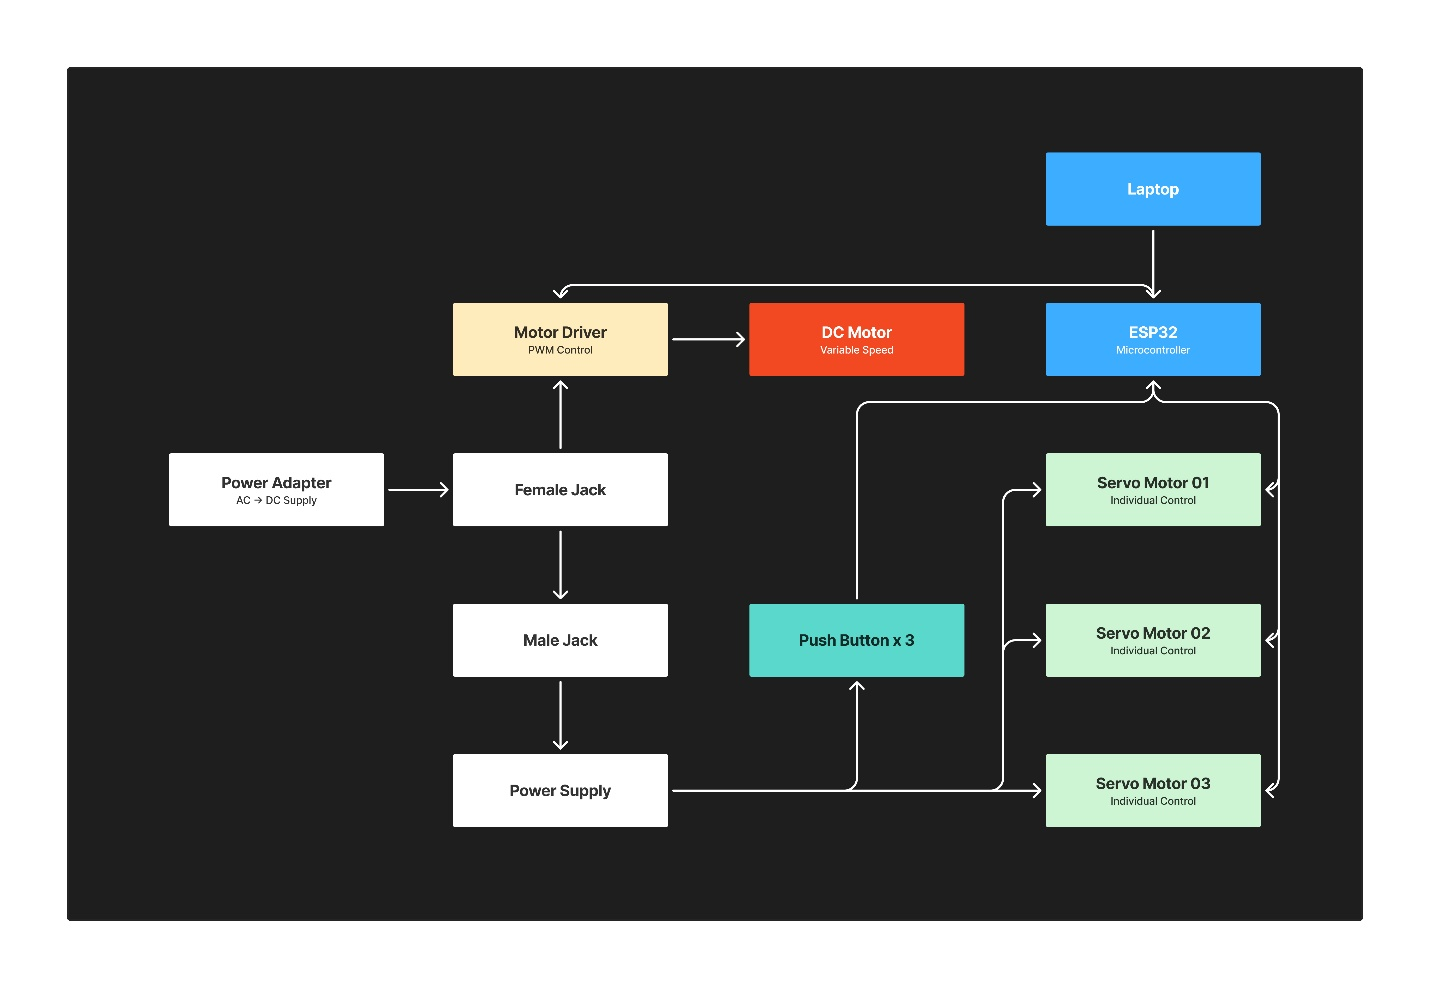 Laptop
Motor Driver
PWM Control
DC Motor
Variable Speed
ESP32
Microcontroller
Power Adapter
AC → DC Supply
Female Jack
Servo Motor 01
Individual Control
Male Jack
Push Button x 3
Servo Motor 02
Individual Control
Power Supply
Servo Motor 03
Individual Control